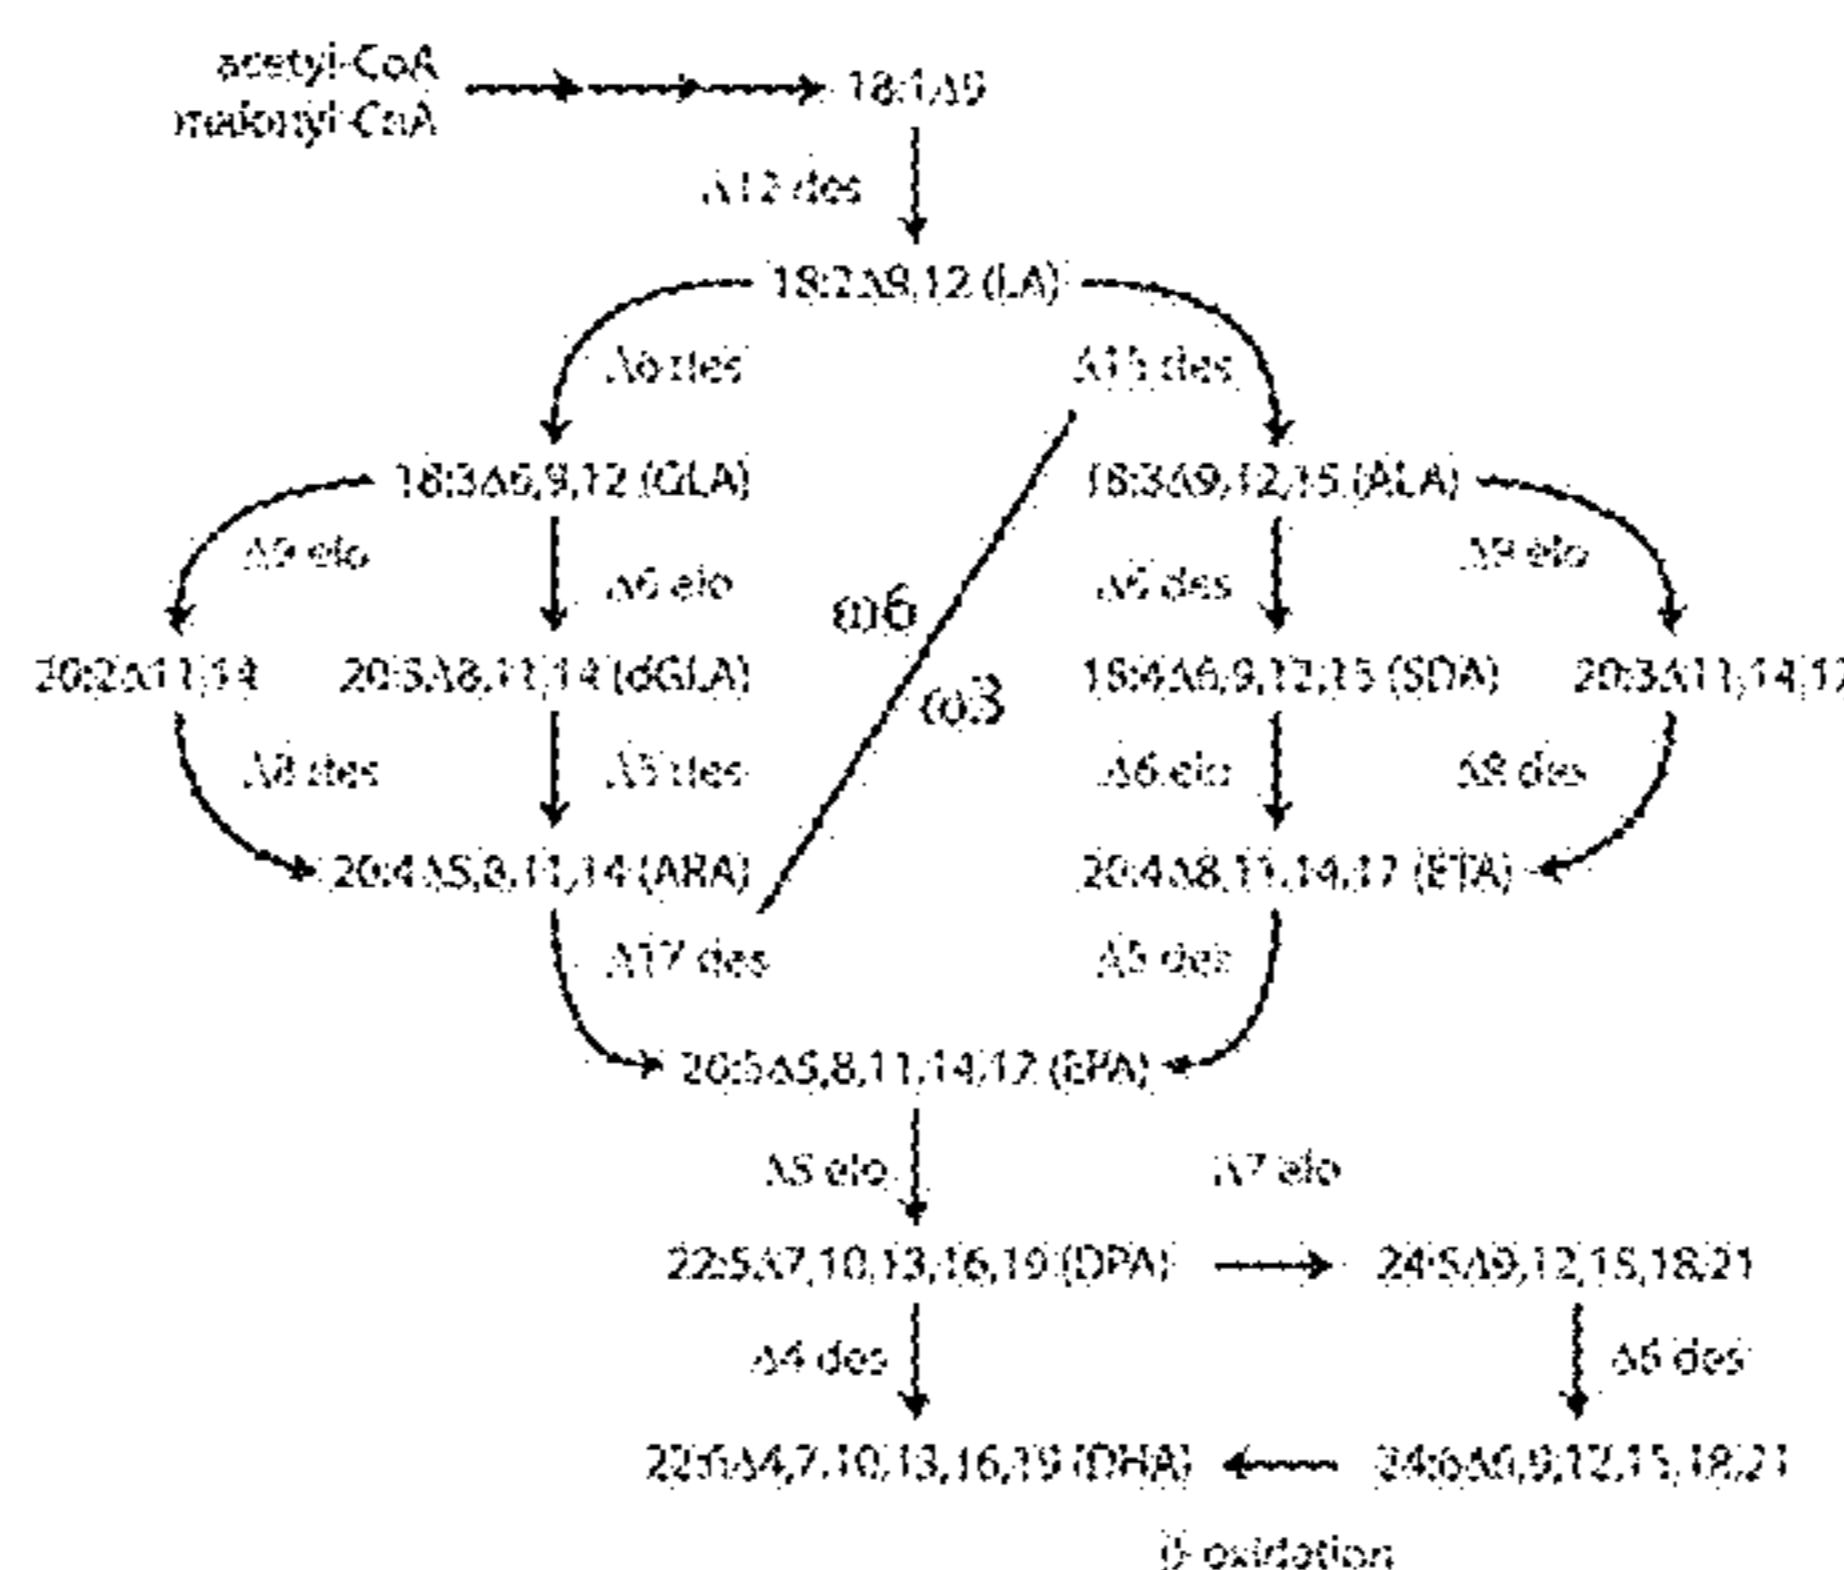 acetyl-CoA
malonyl-CoA
18:1Δ9
Δ12 des
18:2Δ9,12 (LA)
Δ6 des
Δ15 des
18:3Δ6,9,12 (GLA)
18:3Δ9,12,15 (ALA)
Δ9 elo
Δ6 elo
Δ6 des
Δ9 elo
ω6
ω3
20:2Δ11,14
20:3Δ8,11,14 (dGLA)
18:4Δ6,9,12,15 (SDA)
20:3Δ11,14,17
Δ8 des
Δ5 des
Δ6 elo
Δ8 des
20:4Δ5,8,11,14 (ARA)
20:4Δ8,11,14,17 (ETA)
Δ17 des
Δ5 des
20:5Δ5,8,11,14,17 (EPA)
Δ5 elo
Δ7 elo
22:5Δ7,10,13,16,19 (DPA)
24:5Δ9,12,15,18,21
Δ4 des
Δ6 des
22:6Δ4,7,10,13,16,19 (DHA)
24:6Δ6,9,12,15,18,21
β-oxidation